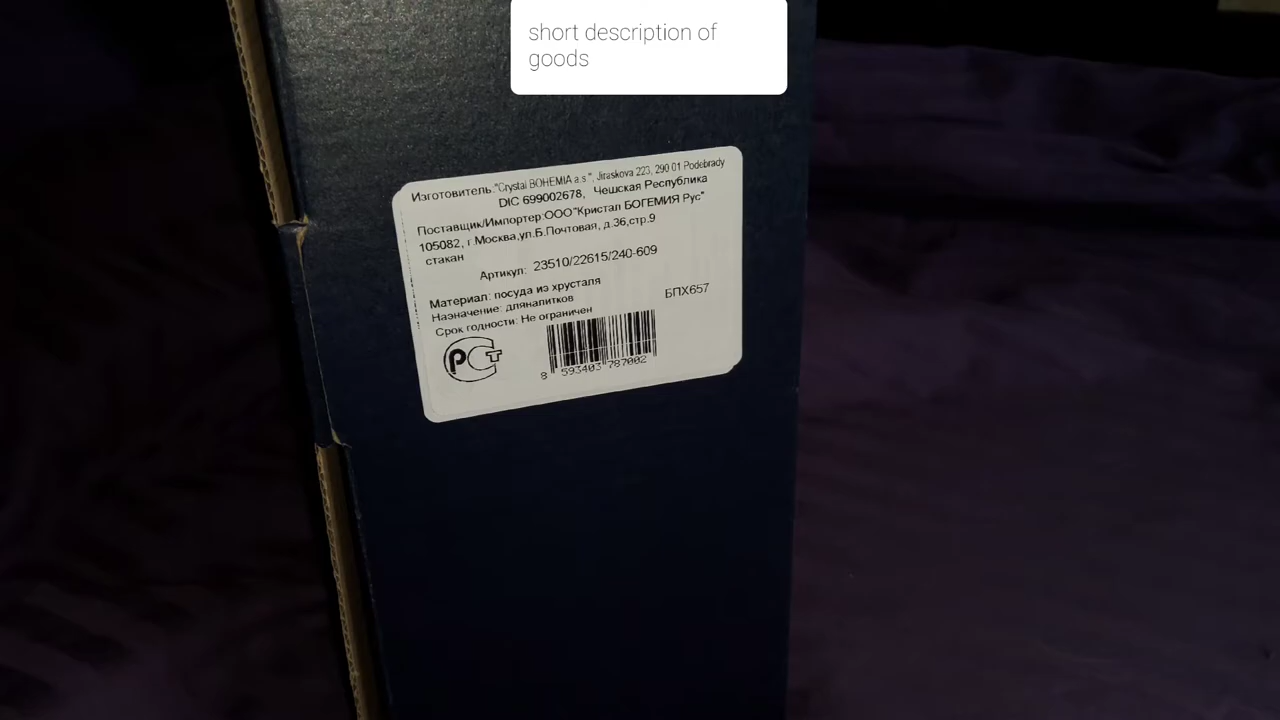 short description of
goods
Изготовитель:"Crystal BOHEMIA a.s.", Jiraskova 223, 290 01 Podebrady
DIC 699002678, Чешская Республика
Поставщик/Импортер:ООО"Кристал БОГЕМИЯ Рус"
105082, г.Москва,ул.Б.Почтовая, д.36,стр.9
стакан
Артикул: 23510/22615/240-609
Материал: посуда из хрусталя
БПХ657
Назначение: длянапитков
Срок годности: Не ограничен
РСТ
8 593403 787002